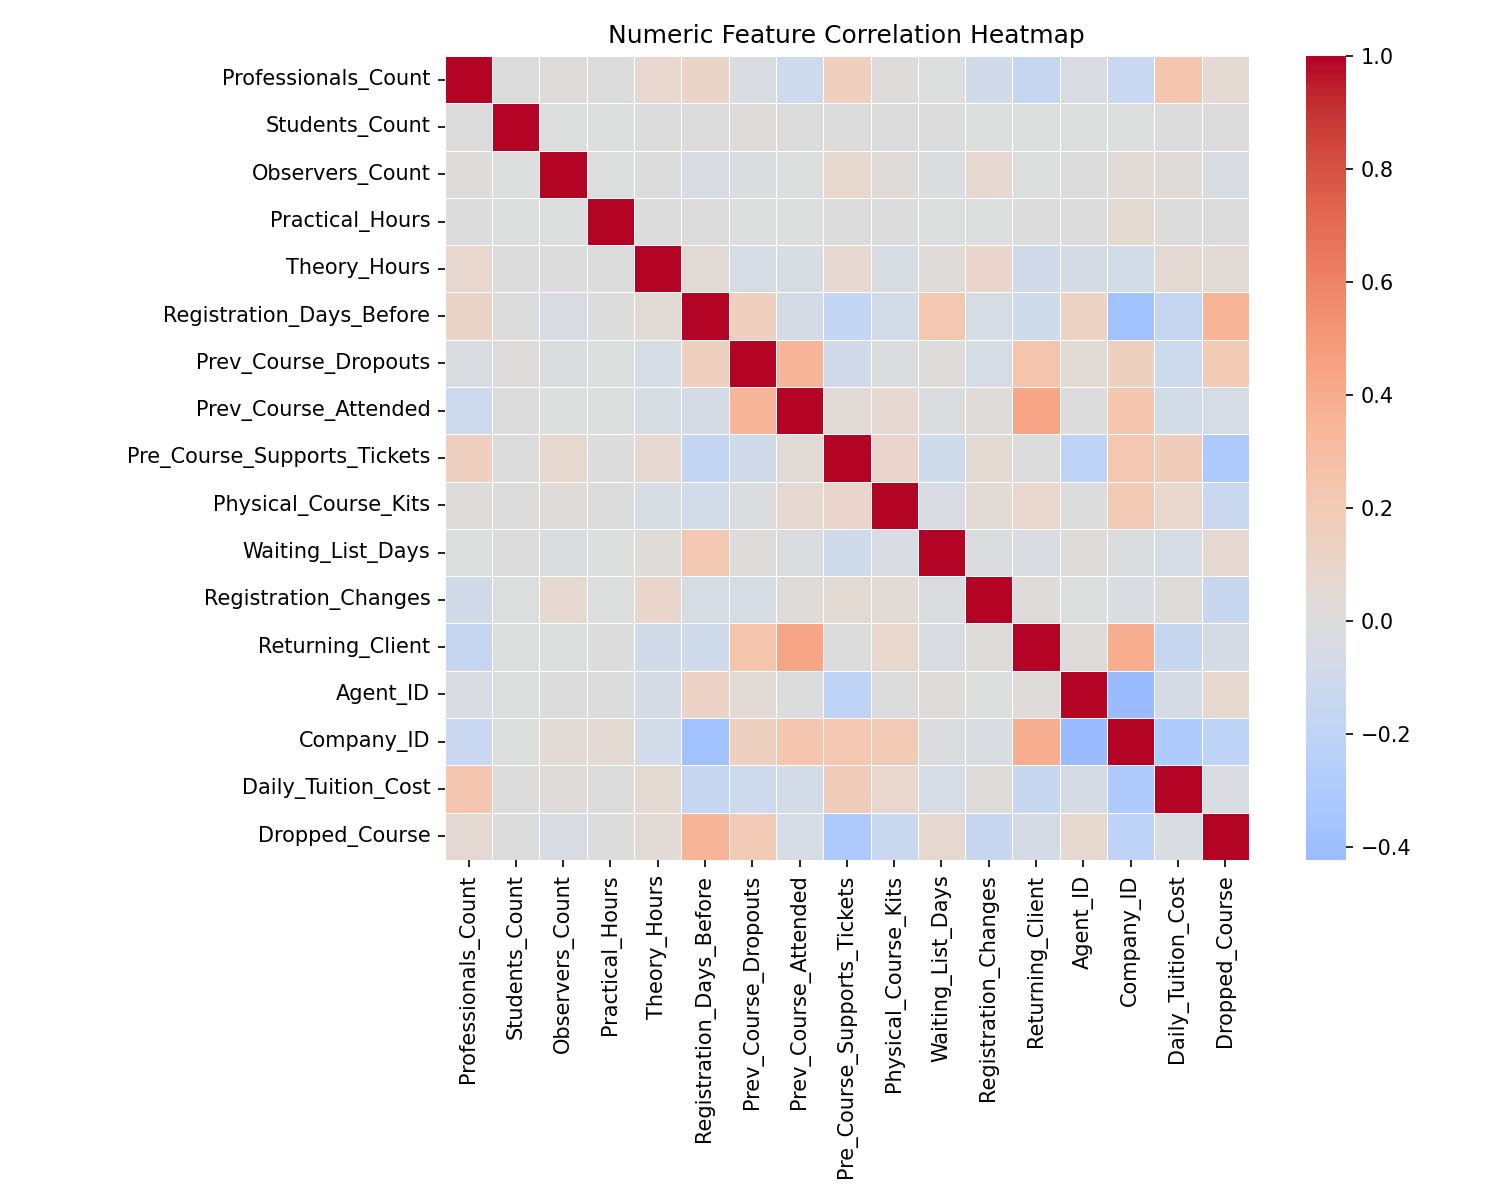 Numeric Feature Correlation Heatmap
Professionals_Count
Students_Count
Observers_Count
Practical_Hours
Theory_Hours
Registration_Days_Before
Prev_Course_Dropouts
Prev_Course_Attended
Pre_Course_Supports_Tickets
Physical_Course_Kits
Waiting_List_Days
Registration_Changes
Returning_Client
Agent_ID
Company_ID
Daily_Tuition_Cost
Dropped_Course
Professionals_Count
Students_Count
Observers_Count
Practical_Hours
Theory_Hours
Registration_Days_Before
Prev_Course_Dropouts
Prev_Course_Attended
Pre_Course_Supports_Tickets
Physical_Course_Kits
Waiting_List_Days
Registration_Changes
Returning_Client
Agent_ID
Company_ID
Daily_Tuition_Cost
Dropped_Course
1.0
0.8
0.6
0.4
0.2
0.0
−0.2
−0.4